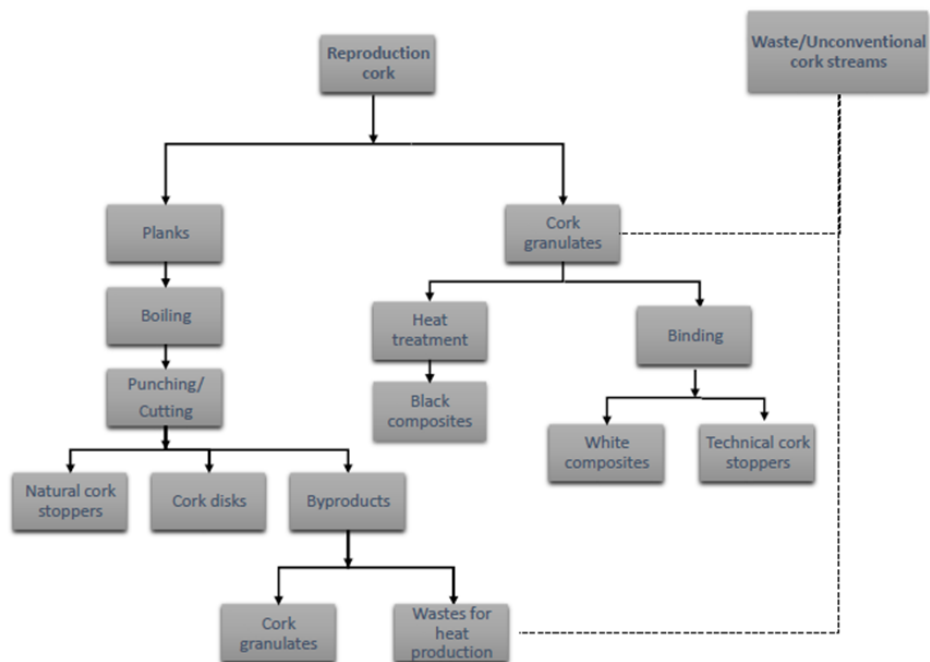 Reproduction
cork
Waste/Unconventional
cork streams
Planks
Cork
granulates
Boiling
Heat
treatment
Binding
Punching/
Cutting
Black
composites
White
composites
Technical cork
stoppers
Natural cork
stoppers
Cork disks
Byproducts
Cork
granulates
Wastes for
heat
production